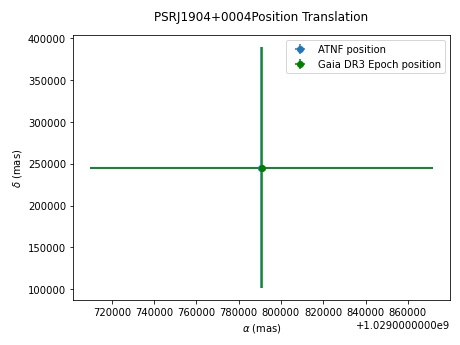 PSRJ1904+0004Position Translation
ATNF position
Gaia DR3 Epoch position
400000
350000
300000
250000
200000
150000
100000
δ (mas)
720000 740000 760000 780000 800000 820000 840000 860000
+1.0290000000e9
α (mas)